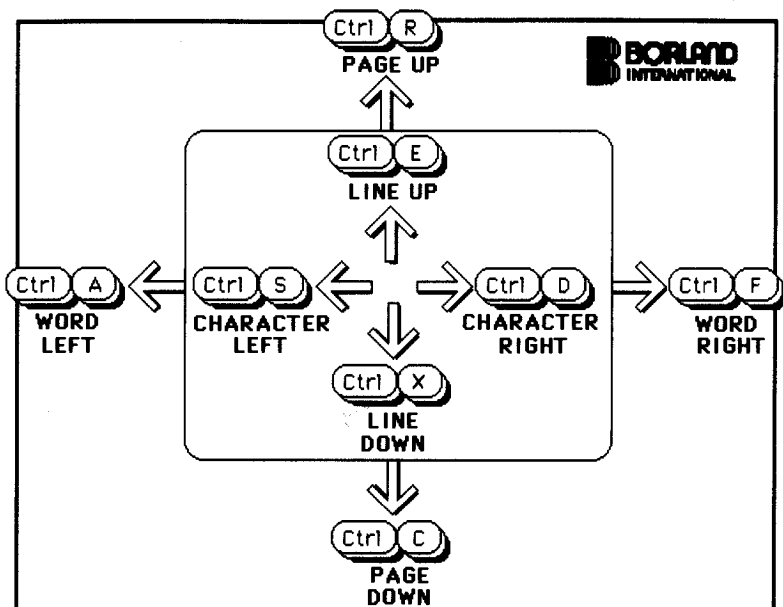 Ctrl R
PAGE UP
BORLAND
INTERNATIONAL
Ctrl E
LINE UP
Ctrl A
WORD
LEFT
Ctrl S
CHARACTER
LEFT
Ctrl D
CHARACTER
RIGHT
Ctrl F
WORD
RIGHT
Ctrl X
LINE
DOWN
Ctrl C
PAGE
DOWN